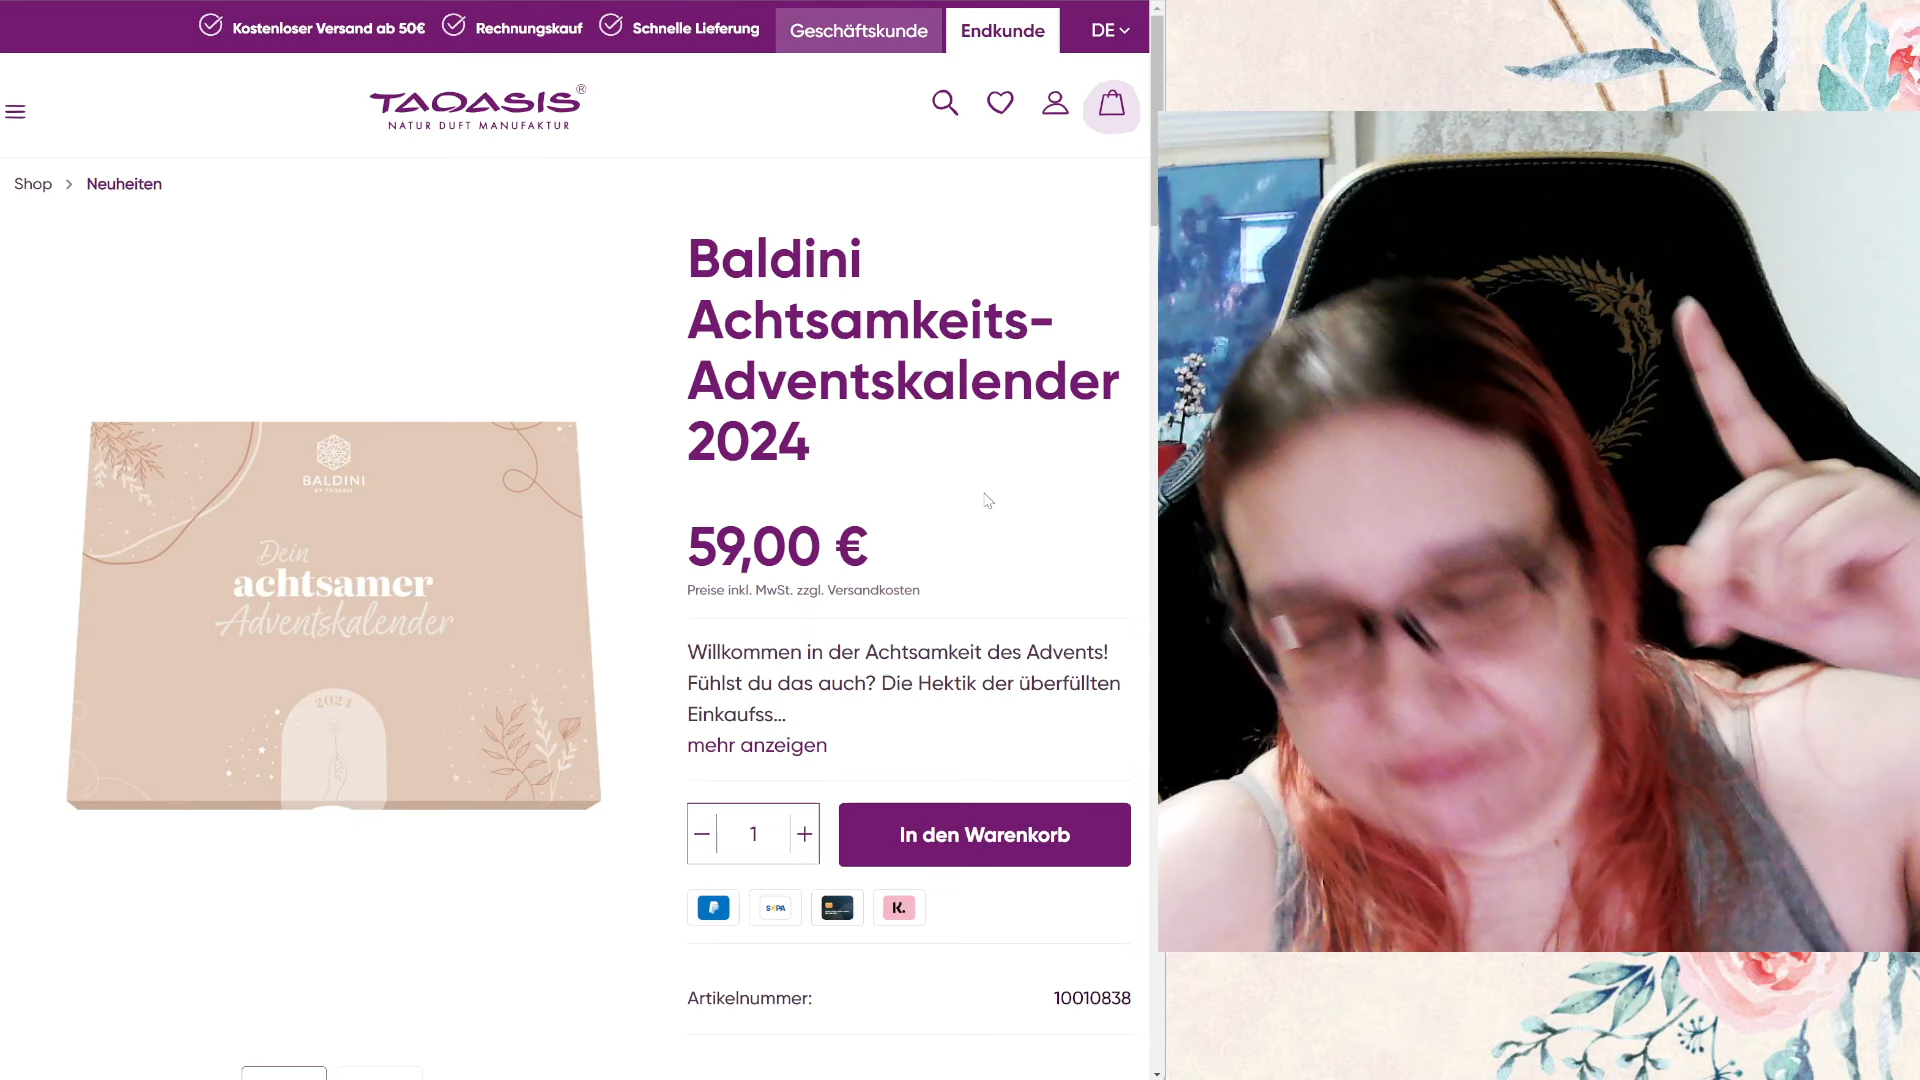 Kostenloser Versand ab 50€
Rechnungskauf
Schnelle Lieferung
Geschäftskunde
Endkunde
DE
TAOASIS®
NATUR DUFT MANUFAKTUR
Shop
Neuheiten
Baldini
Achtsamkeits-
Adventskalender
2024
59,00 €
Preise inkl. MwSt. zzgl. Versandkosten
Willkommen in der Achtsamkeit des Advents!
Fühlst du das auch? Die Hektik der überfüllten
Einkaufss...
mehr anzeigen
1
In den Warenkorb
SEPA
K.
Artikelnummer:
10010838
BALDINI
BY TAOASIS
Dein
achtsamer
Adventskalender
2024